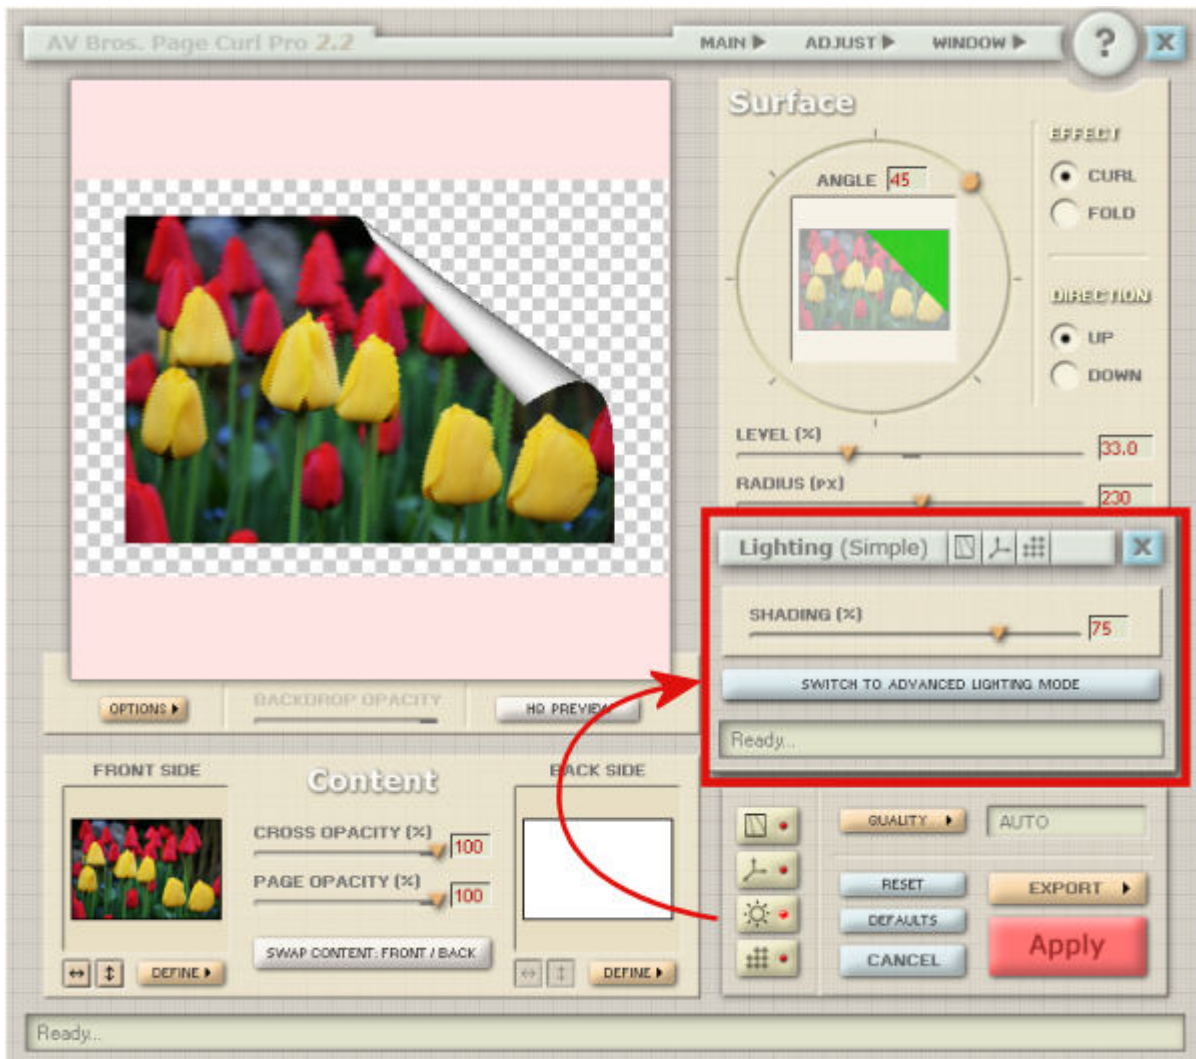 AV Bros. Page Curl Pro 2.2
MAIN
ADJUST
WINDOW
?
X
Surface
ANGLE 45
EFFECT
CURL
FOLD
DIRECTION
UP
DOWN
LEVEL (%)
33.0
RADIUS (PX)
230
Lighting (Simple)
X
SHADING (%)
75
SWITCH TO ADVANCED LIGHTING MODE
Ready...
OPTIONS
BACKDROP OPACITY
HQ PREVIEW
FRONT SIDE
Content
BACK SIDE
CROSS OPACITY (%)
100
PAGE OPACITY (%)
100
SWAP CONTENT: FRONT / BACK
DEFINE
DEFINE
QUALITY
AUTO
RESET
DEFAULTS
CANCEL
EXPORT
Apply
Ready...